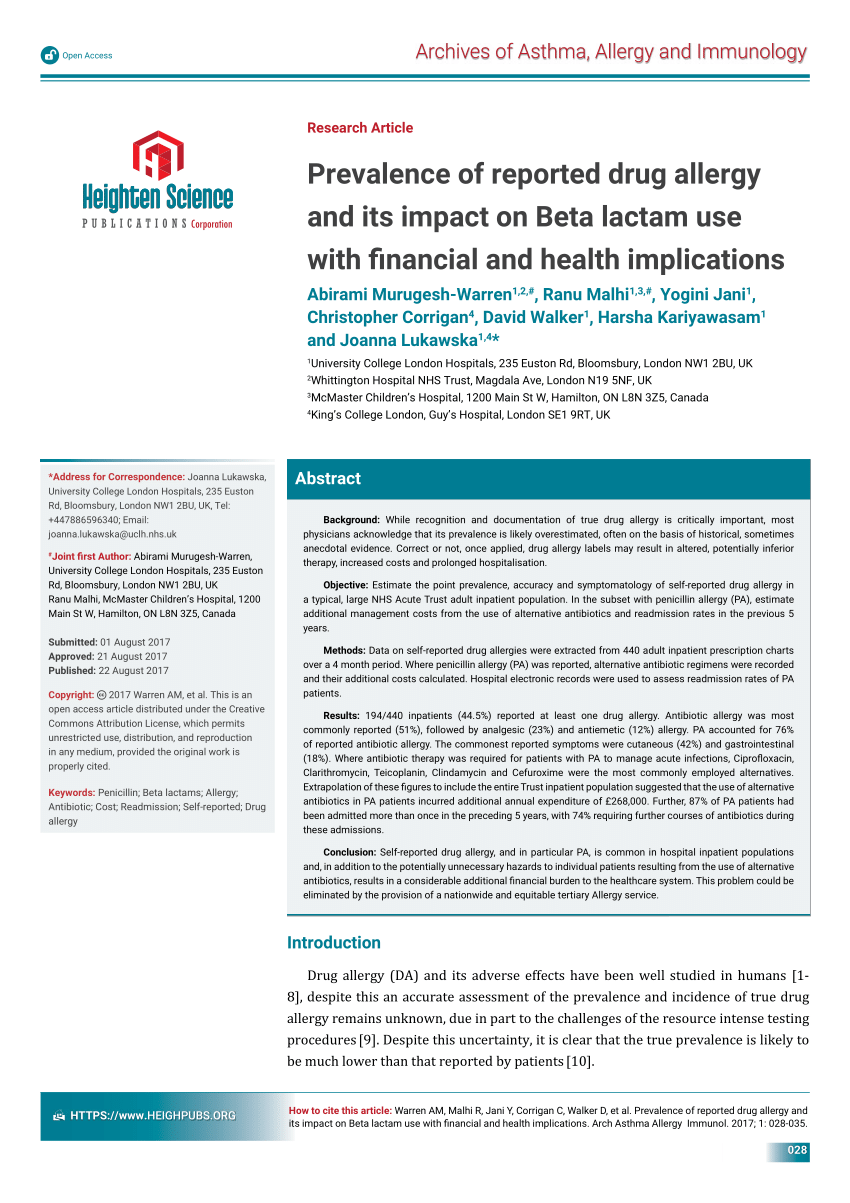 Open Access
Archives of Asthma, Allergy and Immunology
Heighten Science
PUBLICATIONS Corporation
Research Article
Prevalence of reported drug allergy
and its impact on Beta lactam use
with financial and health implications
Abirami Murugesh-Warren1,2,#, Ranu Malhi1,3,#, Yogini Jani1,
Christopher Corrigan4, David Walker1, Harsha Kariyawasam1
and Joanna Lukawska1,4*
1University College London Hospitals, 235 Euston Rd, Bloomsbury, London NW1 2BU, UK
2Whittington Hospital NHS Trust, Magdala Ave, London N19 5NF, UK
3McMaster Children's Hospital, 1200 Main St W, Hamilton, ON L8N 3Z5, Canada
4King's College London, Guy's Hospital, London SE1 9RT, UK
*Address for Correspondence: Joanna Lukawska,
University College London Hospitals, 235 Euston
Rd, Bloomsbury, London NW1 2BU, UK, Tel:
+447886596340; Email:
joanna.lukawska@uclh.nhs.uk
#Joint first Author: Abirami Murugesh-Warren,
University College London Hospitals, 235 Euston
Rd, Bloomsbury, London NW1 2BU, UK
Ranu Malhi, McMaster Children's Hospital, 1200
Main St W, Hamilton, ON L8N 3Z5, Canada
Submitted: 01 August 2017
Approved: 21 August 2017
Published: 22 August 2017
Copyright: 2017 Warren AM, et al. This is an
open access article distributed under the Creative
Commons Attribution License, which permits
unrestricted use, distribution, and reproduction
in any medium, provided the original work is
properly cited.
Keywords: Penicillin; Beta lactams; Allergy;
Antibiotic; Cost; Readmission; Self-reported; Drug
allergy
Abstract
Background: While recognition and documentation of true drug allergy is critically important, most
physicians acknowledge that its prevalence is likely overestimated, often on the basis of historical, sometimes
anecdotal evidence. Correct or not, once applied, drug allergy labels may result in altered, potentially inferior
therapy, increased costs and prolonged hospitalisation.
Objective: Estimate the point prevalence, accuracy and symptomatology of self-reported drug allergy in
a typical, large NHS Acute Trust adult inpatient population. In the subset with penicillin allergy (PA), estimate
additional management costs from the use of alternative antibiotics and readmission rates in the previous 5
years.
Methods: Data on self-reported drug allergies were extracted from 440 adult inpatient prescription charts
over a 4 month period. Where penicillin allergy (PA) was reported, alternative antibiotic regimens were recorded
and their additional costs calculated. Hospital electronic records were used to assess readmission rates of PA
patients.
Results: 194/440 inpatients (44.5%) reported at least one drug allergy. Antibiotic allergy was most
commonly reported (51%), followed by analgesic (23%) and antiemetic (12%) allergy. PA accounted for 76%
of reported antibiotic allergy. The commonest reported symptoms were cutaneous (42%) and gastrointestinal
(18%). Where antibiotic therapy was required for patients with PA to manage acute infections, Ciprofloxacin,
Clarithromycin, Teicoplanin, Clindamycin and Cefuroxime were the most commonly employed alternatives.
Extrapolation of these figures to include the entire Trust inpatient population suggested that the use of alternative
antibiotics in PA patients incurred additional annual expenditure of £268,000. Further, 87% of PA patients had
been admitted more than once in the preceding 5 years, with 74% requiring further courses of antibiotics during
these admissions.
Conclusion: Self-reported drug allergy, and in particular PA, is common in hospital inpatient populations
and, in addition to the potentially unnecessary hazards to individual patients resulting from the use of alternative
antibiotics, results in a considerable additional financial burden to the healthcare system. This problem could be
eliminated by the provision of a nationwide and equitable tertiary Allergy service.
Introduction
Drug allergy (DA) and its adverse effects have been well studied in humans [1-
8], despite this an accurate assessment of the prevalence and incidence of true drug
allergy remains unknown, due in part to the challenges of the resource intense testing
procedures [9]. Despite this uncertainty, it is clear that the true prevalence is likely to
be much lower than that reported by patients [10].
HTTPS://www.HEIGHPUBS.ORG
How to cite this article: Warren AM, Malhi R, Jani Y, Corrigan C, Walker D, et al. Prevalence of reported drug allergy and
its impact on Beta lactam use with financial and health implications. Arch Asthma Allergy Immunol. 2017; 1: 028-035.
028